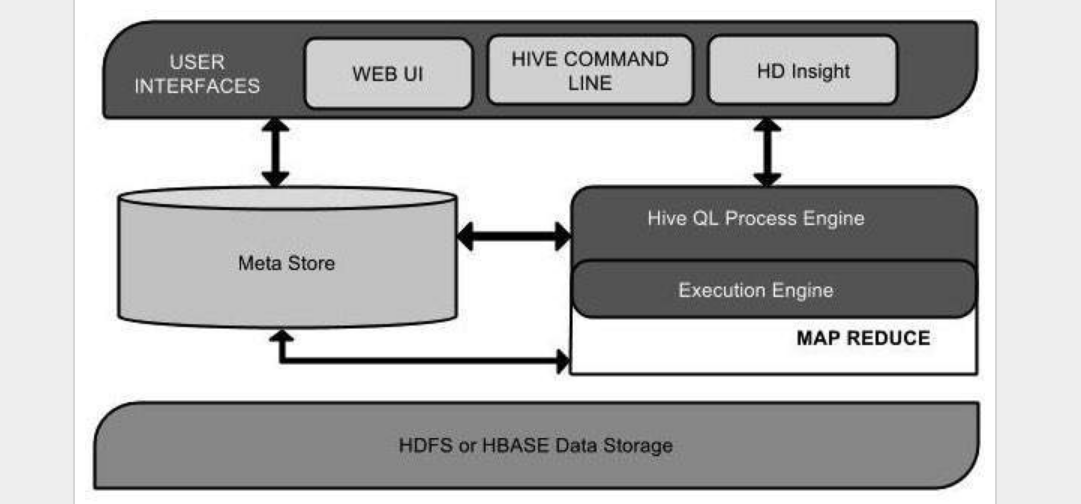 USER
INTERFACES
WEB UI
HIVE COMMAND
LINE
HD Insight
Meta Store
Hive QL Process Engine
Execution Engine
MAP REDUCE
HDFS or HBASE Data Storage